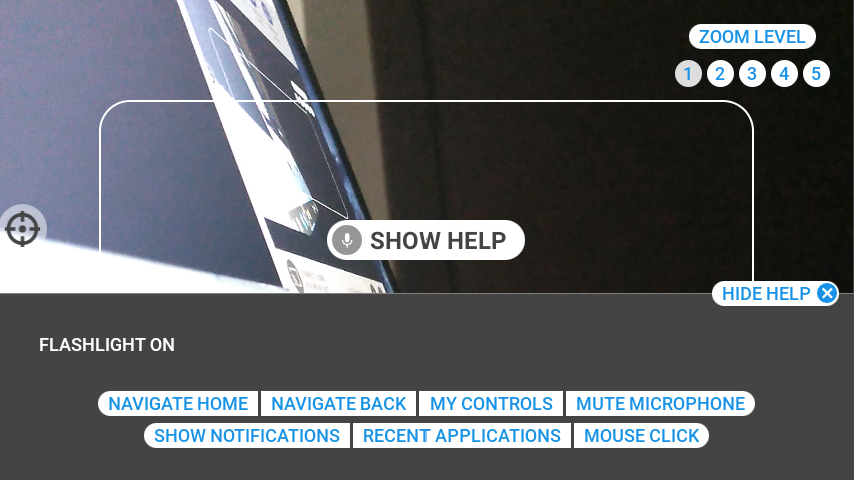 ZOOM LEVEL
1 2 3 4 5
SHOW HELP
HIDE HELP
FLASHLIGHT ON
NAVIGATE HOME NAVIGATE BACK MY CONTROLS MUTE MICROPHONE
SHOW NOTIFICATIONS RECENT APPLICATIONS MOUSE CLICK